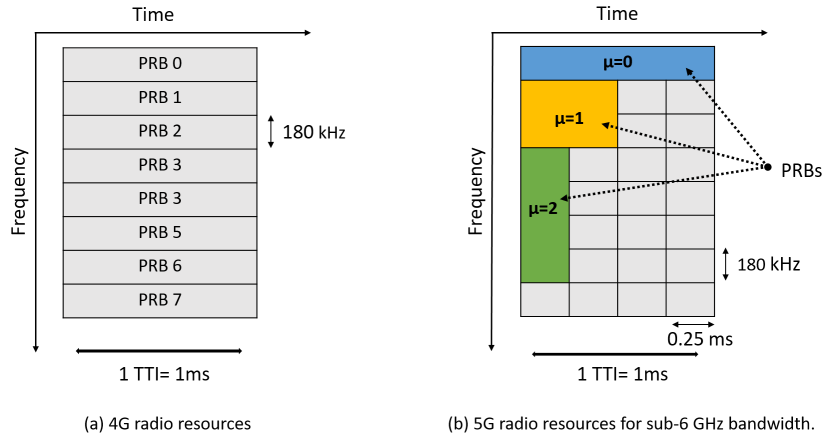 Time
Frequency
PRB 0
PRB 1
PRB 2
PRB 3
PRB 3
PRB 5
PRB 6
PRB 7
180 kHz
1 TTI= 1ms
(a) 4G radio resources
Time
Frequency
μ=0
μ=1
μ=2
PRBs
180 kHz
0.25 ms
1 TTI= 1ms
(b) 5G radio resources for sub-6 GHz bandwidth.